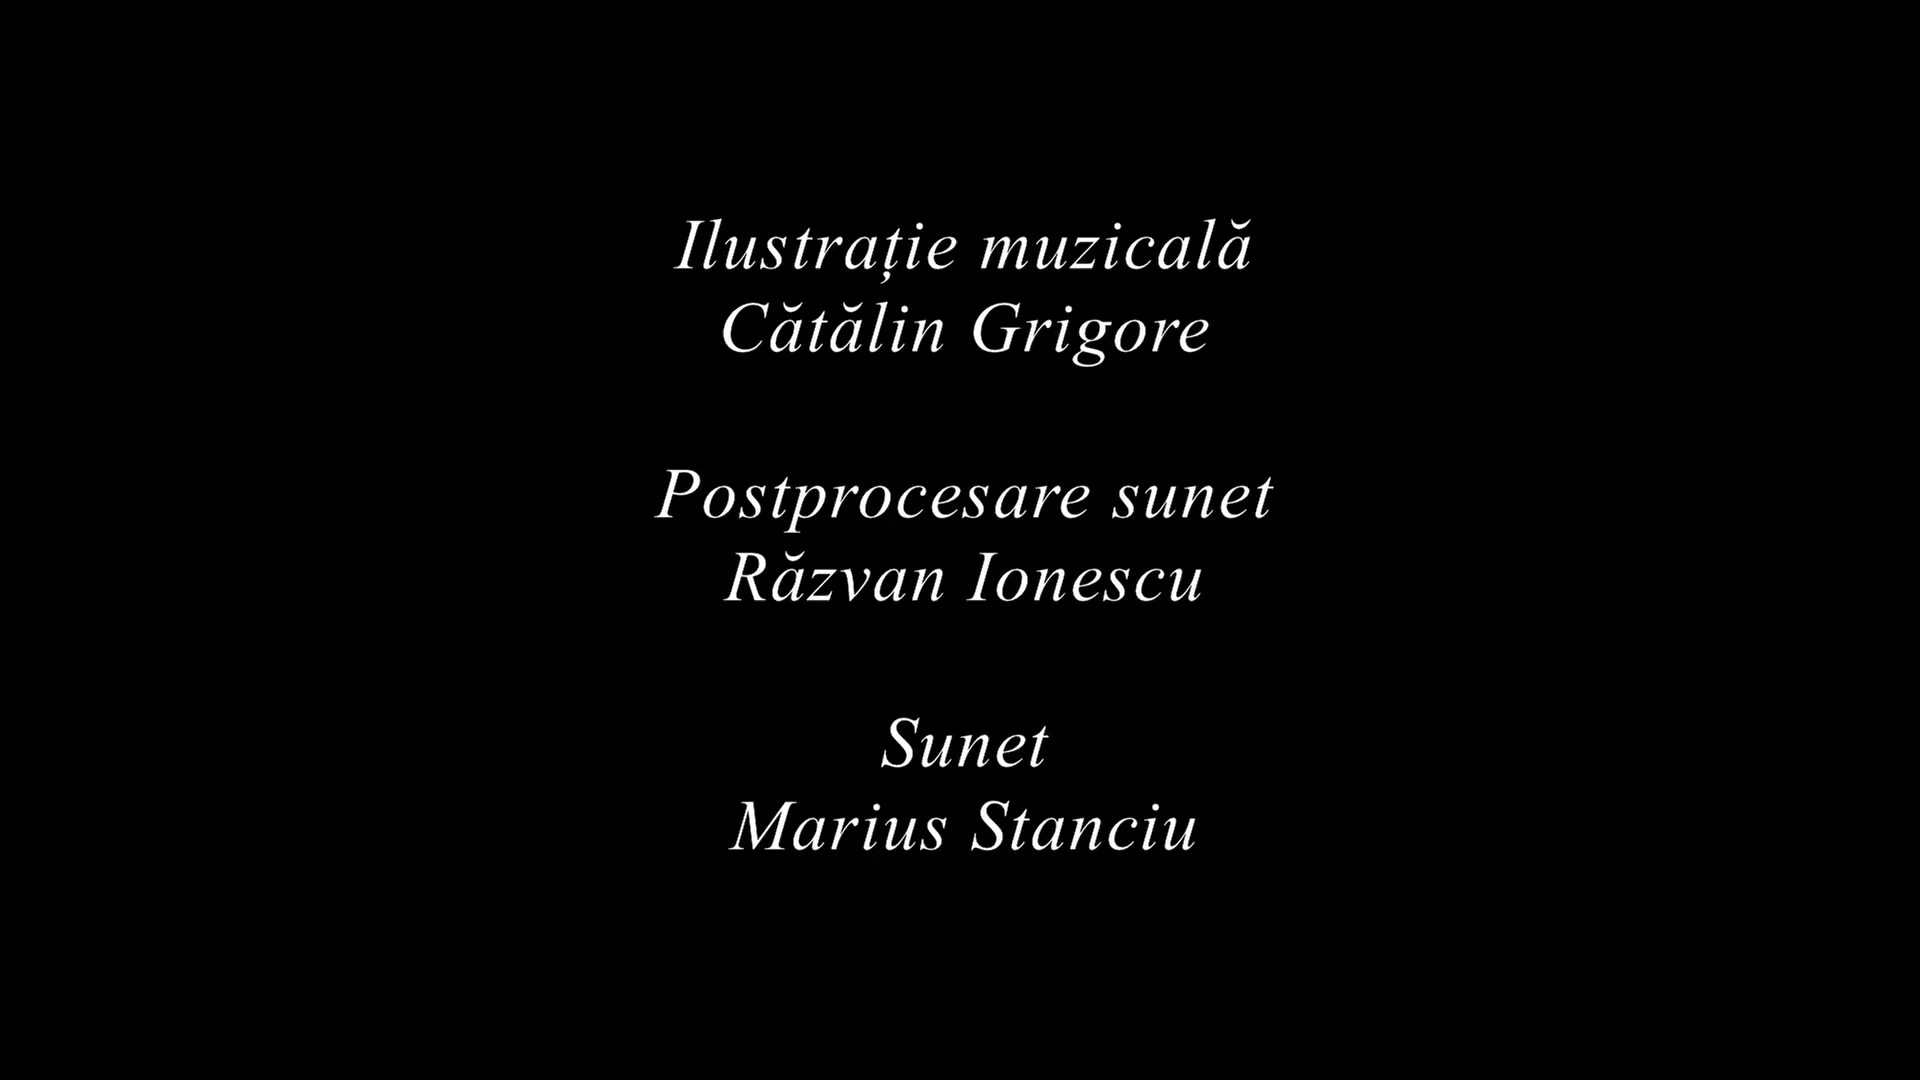 Ilustrație muzicală
Cătălin Grigore
Postprocesare sunet
Răzvan Ionescu
Sunet
Marius Stanciu